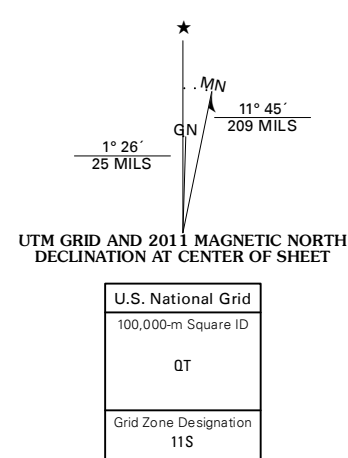 ★
MN
GN
11° 45´
209 MILS
1° 26´
25 MILS
UTM GRID AND 2011 MAGNETIC NORTH
DECLINATION AT CENTER OF SHEET
U.S. National Grid
100,000-m Square ID
QT
Grid Zone Designation
11S